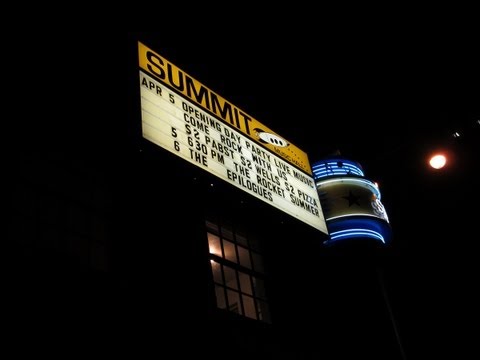 SUMMIT
APR 5 OPENING DAY PARTY LIVE MUSIC
COME ROCK WITH US
$2 PABST $2 WELLS $2 PIZZA
5 630 PM THE ROCKET SUMMER
6 THE EPILOGUES